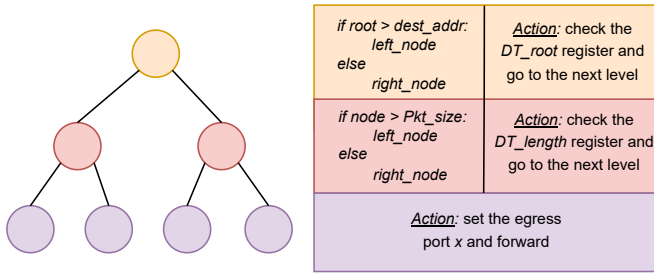 if root > dest_addr:
left_node
else
right_node
Action: check the
DT_root register and
go to the next level
if node > Pkt_size:
left_node
else
right_node
Action: check the
DT_length register and
go to the next level
Action: set the egress
port x and forward